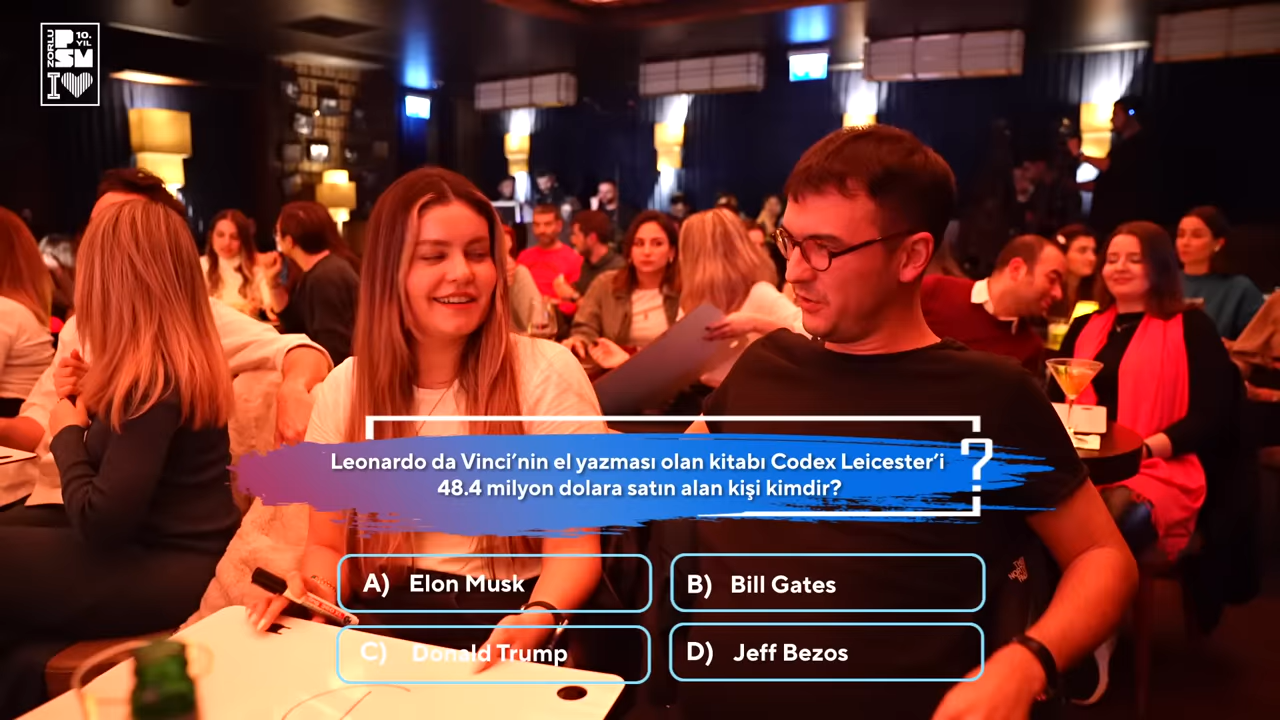 ZORLU
PSM
10.
YIL
I
Leonardo da Vinci'nin el yazması olan kitabı Codex Leicester'i
48.4 milyon dolara satın alan kişi kimdir?
?
A) Elon Musk
B) Bill Gates
C) Donald Trump
D) Jeff Bezos